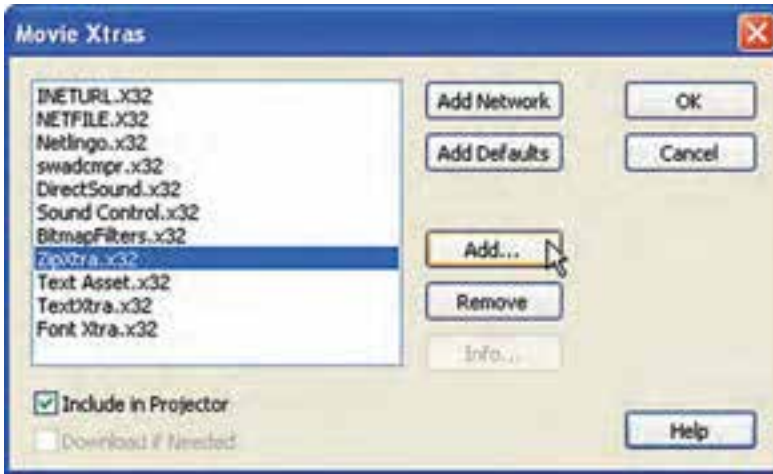 Movie Xtras
INETURL.X32
NETFILE.X32
Netlingo.x32
swadcmpr.x32
DirectSound.x32
Sound Control.x32
BitmapFilters.x32
ZipXtra.x32
Text Asset.x32
TextXtra.x32
Font Xtra.x32
Add Network
OK
Add Defaults
Cancel
Add...
Remove
Info...
Include in Projector
Download if Needed
Help